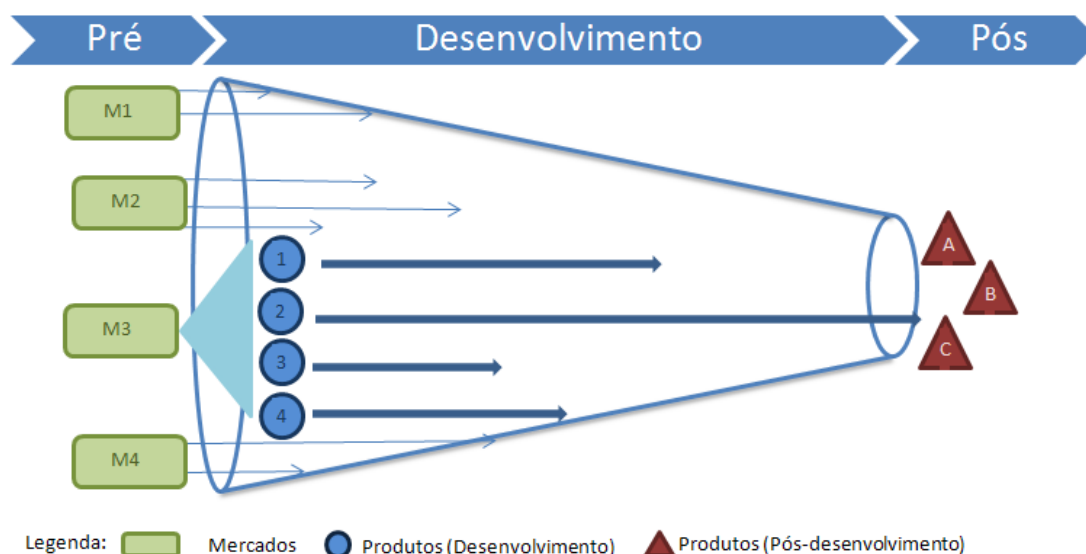 Pré
Desenvolvimento
Pós
M1
M2
A
1
B
2
M3
C
3
4
M4
Legenda: Mercados Produtos (Desenvolvimento) Produtos (Pós-desenvolvimento)